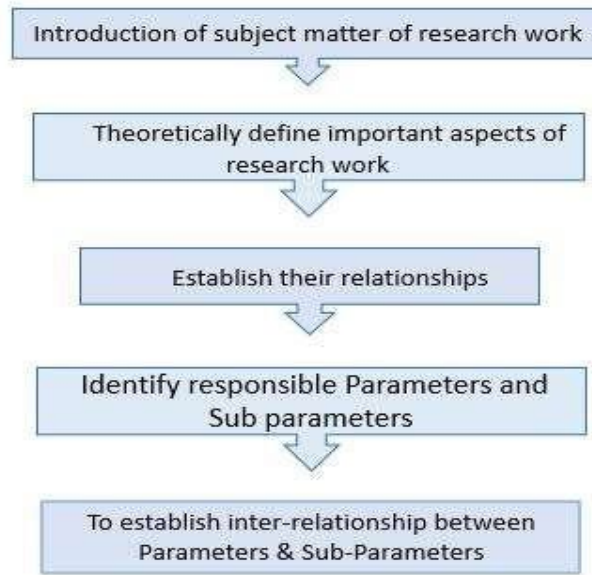 Introduction of subject matter of research work
Theoretically define important aspects of
research work
Establish their relationships
Identify responsible Parameters and
Sub parameters
To establish inter-relationship between
Parameters & Sub-Parameters